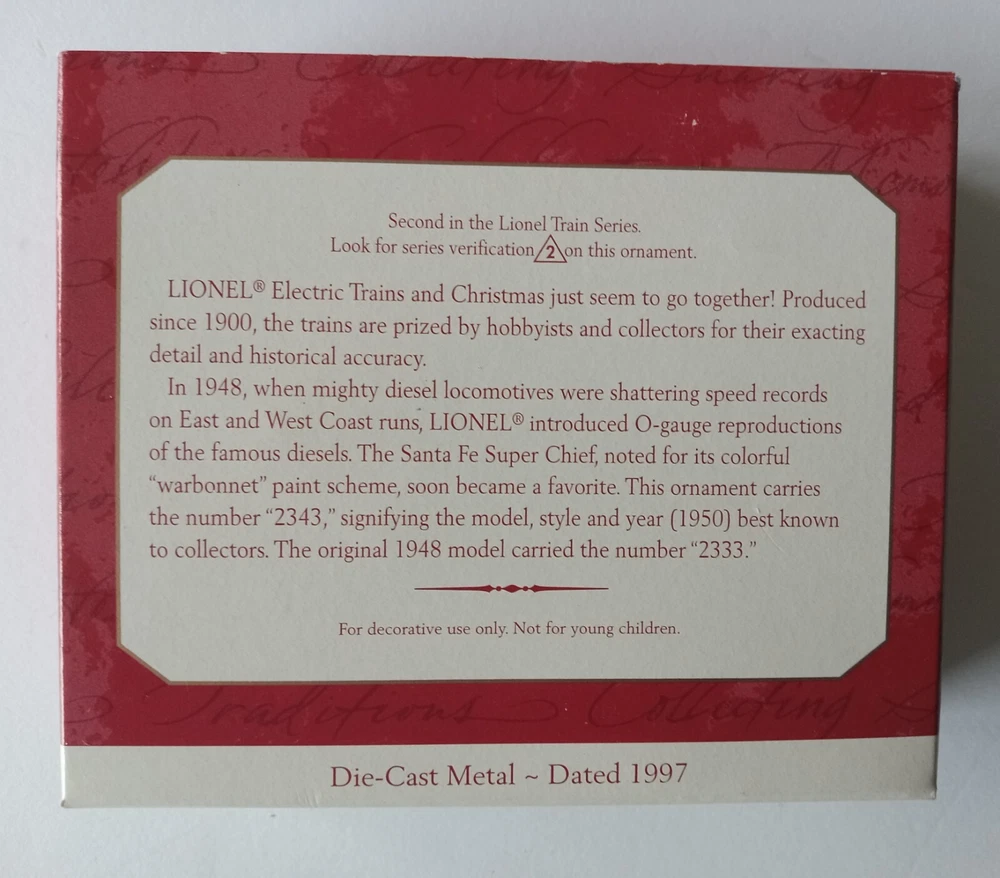 Collecting Sharing
Second in the Lionel Train Series.
Look for series verification 2 on this ornament.
LIONEL® Electric Trains and Christmas just seem to go together! Produced
since 1900, the trains are prized by hobbyists and collectors for their exacting
detail and historical accuracy.
In 1948, when mighty diesel locomotives were shattering speed records
on East and West Coast runs, LIONEL® introduced O-gauge reproductions
of the famous diesels. The Santa Fe Super Chief, noted for its colorful
“warbonnet” paint scheme, soon became a favorite. This ornament carries
the number “2343,” signifying the model, style and year (1950) best known
to collectors. The original 1948 model carried the number “2333.”
For decorative use only. Not for young children.
Traditions Collecting
Die-Cast Metal ~ Dated 1997